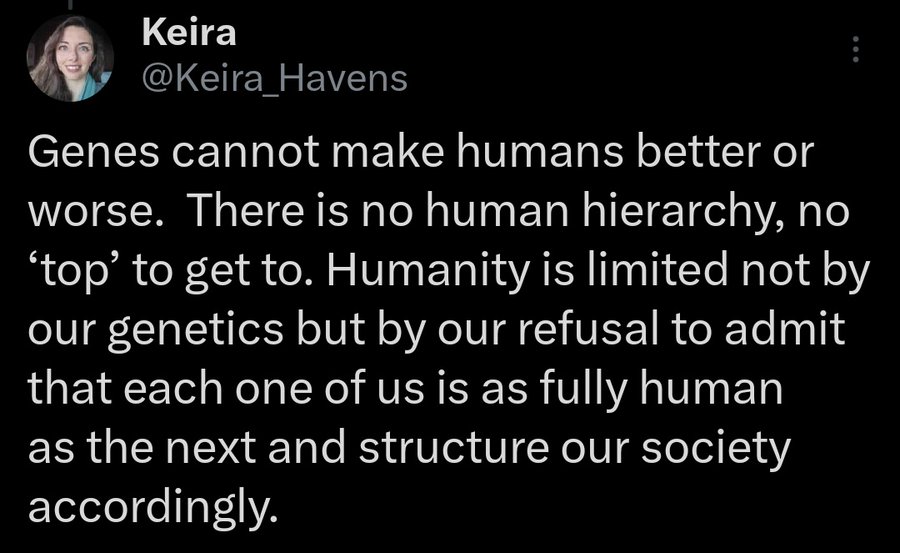 Keira
@Keira_Havens
Genes cannot make humans better or
worse.  There is no human hierarchy, no
‘top’ to get to. Humanity is limited not by
our genetics but by our refusal to admit
that each one of us is as fully human
as the next and structure our society
accordingly.